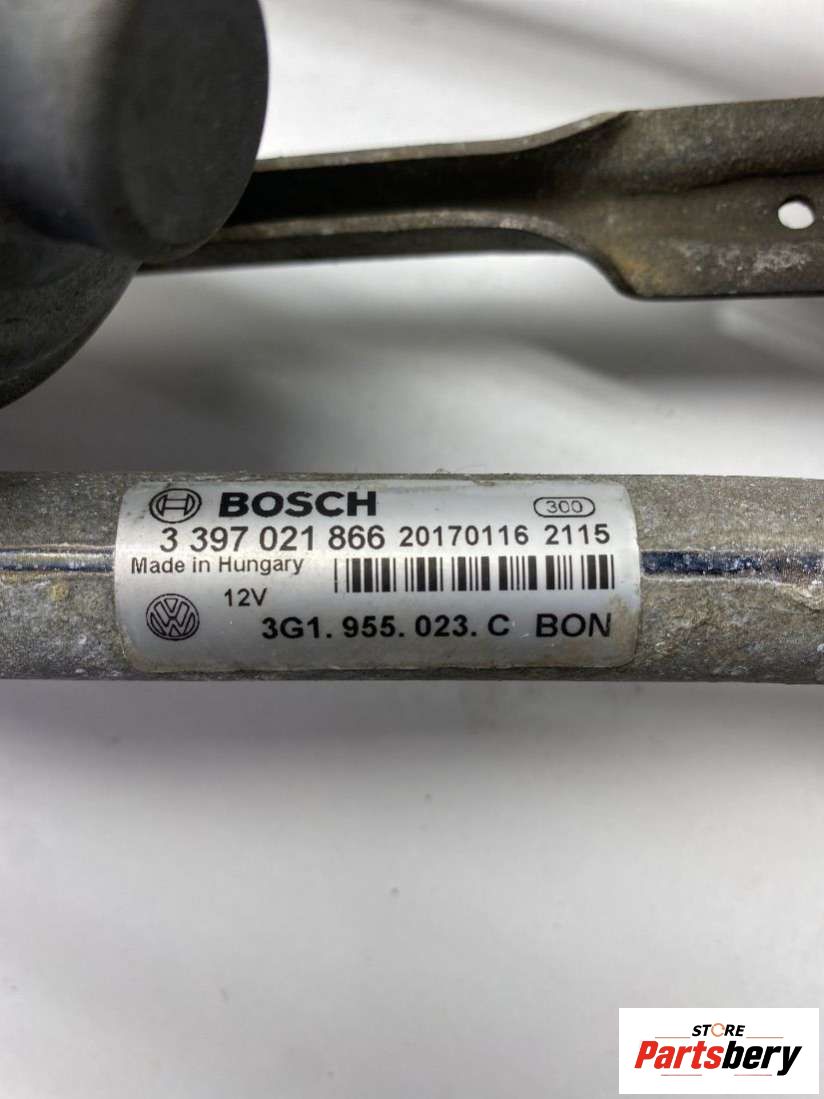 BOSCH 300
3 397 021 866 20170116 2115
Made in Hungary
12V
3G1. 955. 023. C BON
STORE
Partsbery